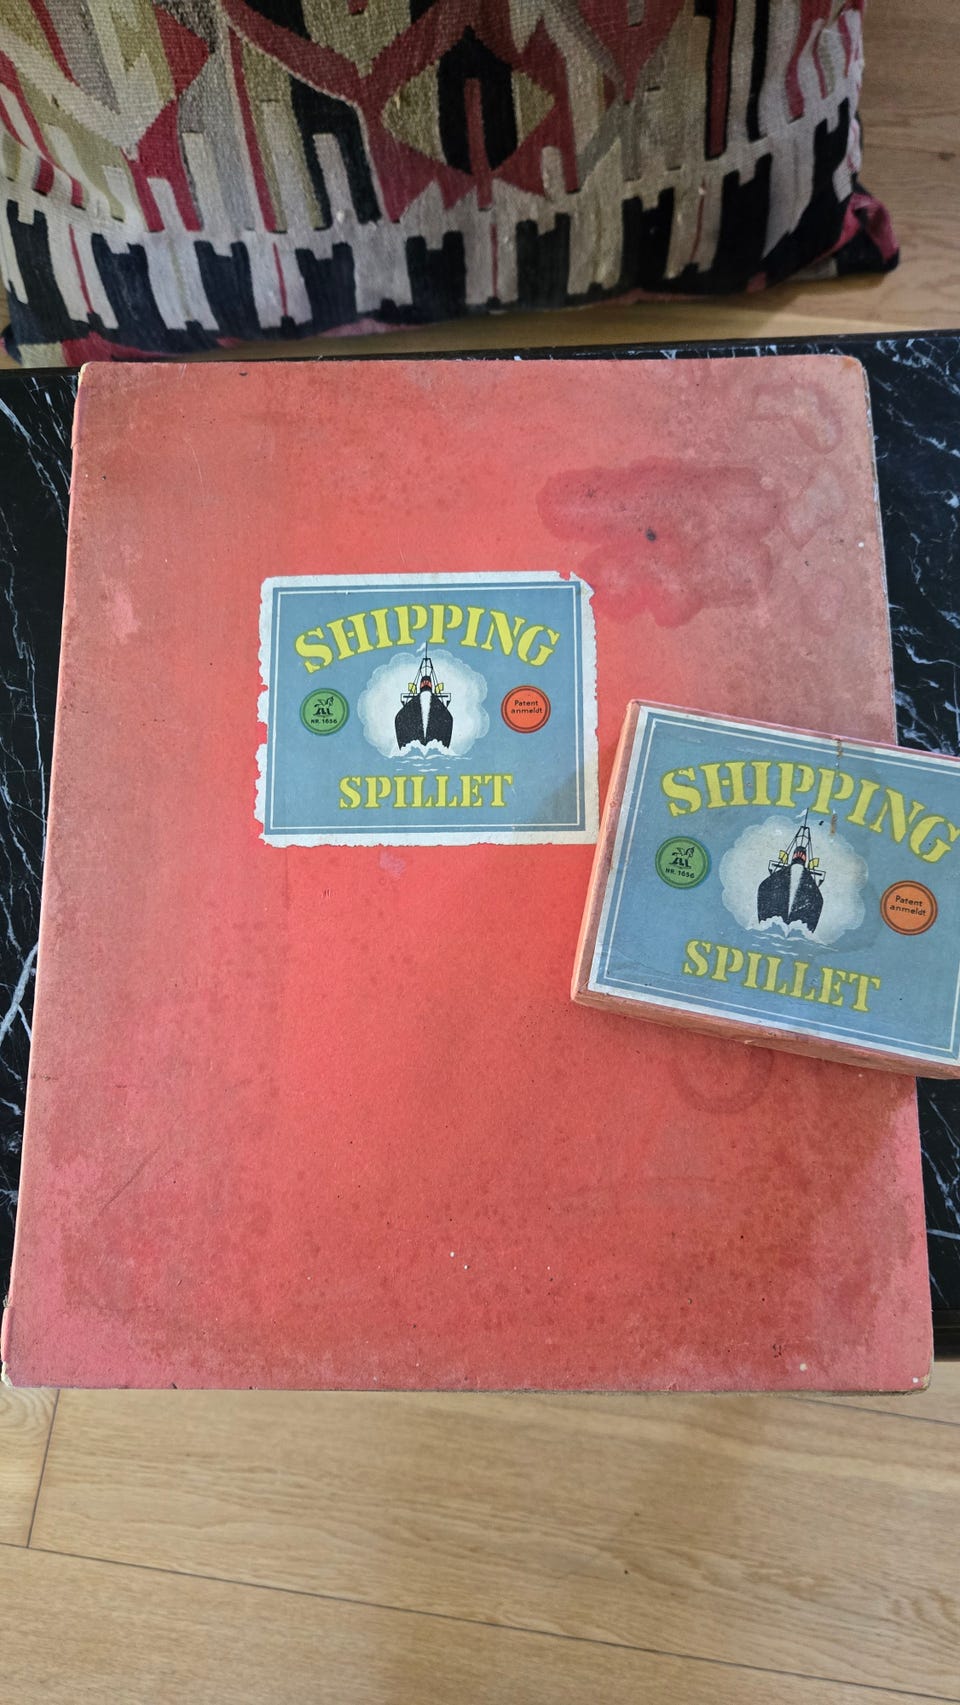 SHIPPING
NR. 1656
Patent
anmeldt
SPILLET
SHIPPING
NR. 1656
Patent
anmeldt
SPILLET